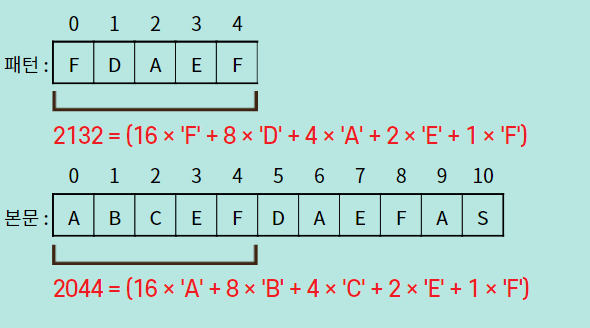 0 1 2 3 4
패턴 : F D A E F
2132 = (16 × 'F' + 8 × 'D' + 4 × 'A' + 2 × 'E' + 1 × 'F')
0 1 2 3 4 5 6 7 8 9 10
본문 : A B C E F D A E F A S
2044 = (16 × 'A' + 8 × 'B' + 4 × 'C' + 2 × 'E' + 1 × 'F')